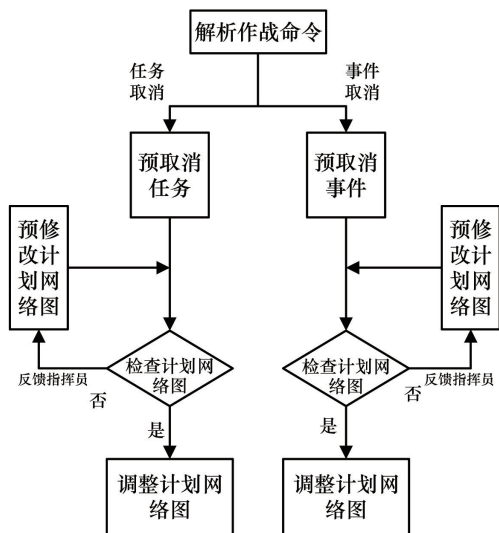 解析作战命令
任务
取消
事件
取消
预取消
任务
预取消
事件
预修
改计
划网
络图
预修
改计
划网
络图
检查计划网
络图
检查计划网
络图
反馈指挥员
否
反馈指挥员
否
是
是
调整计划网
络图
调整计划网
络图